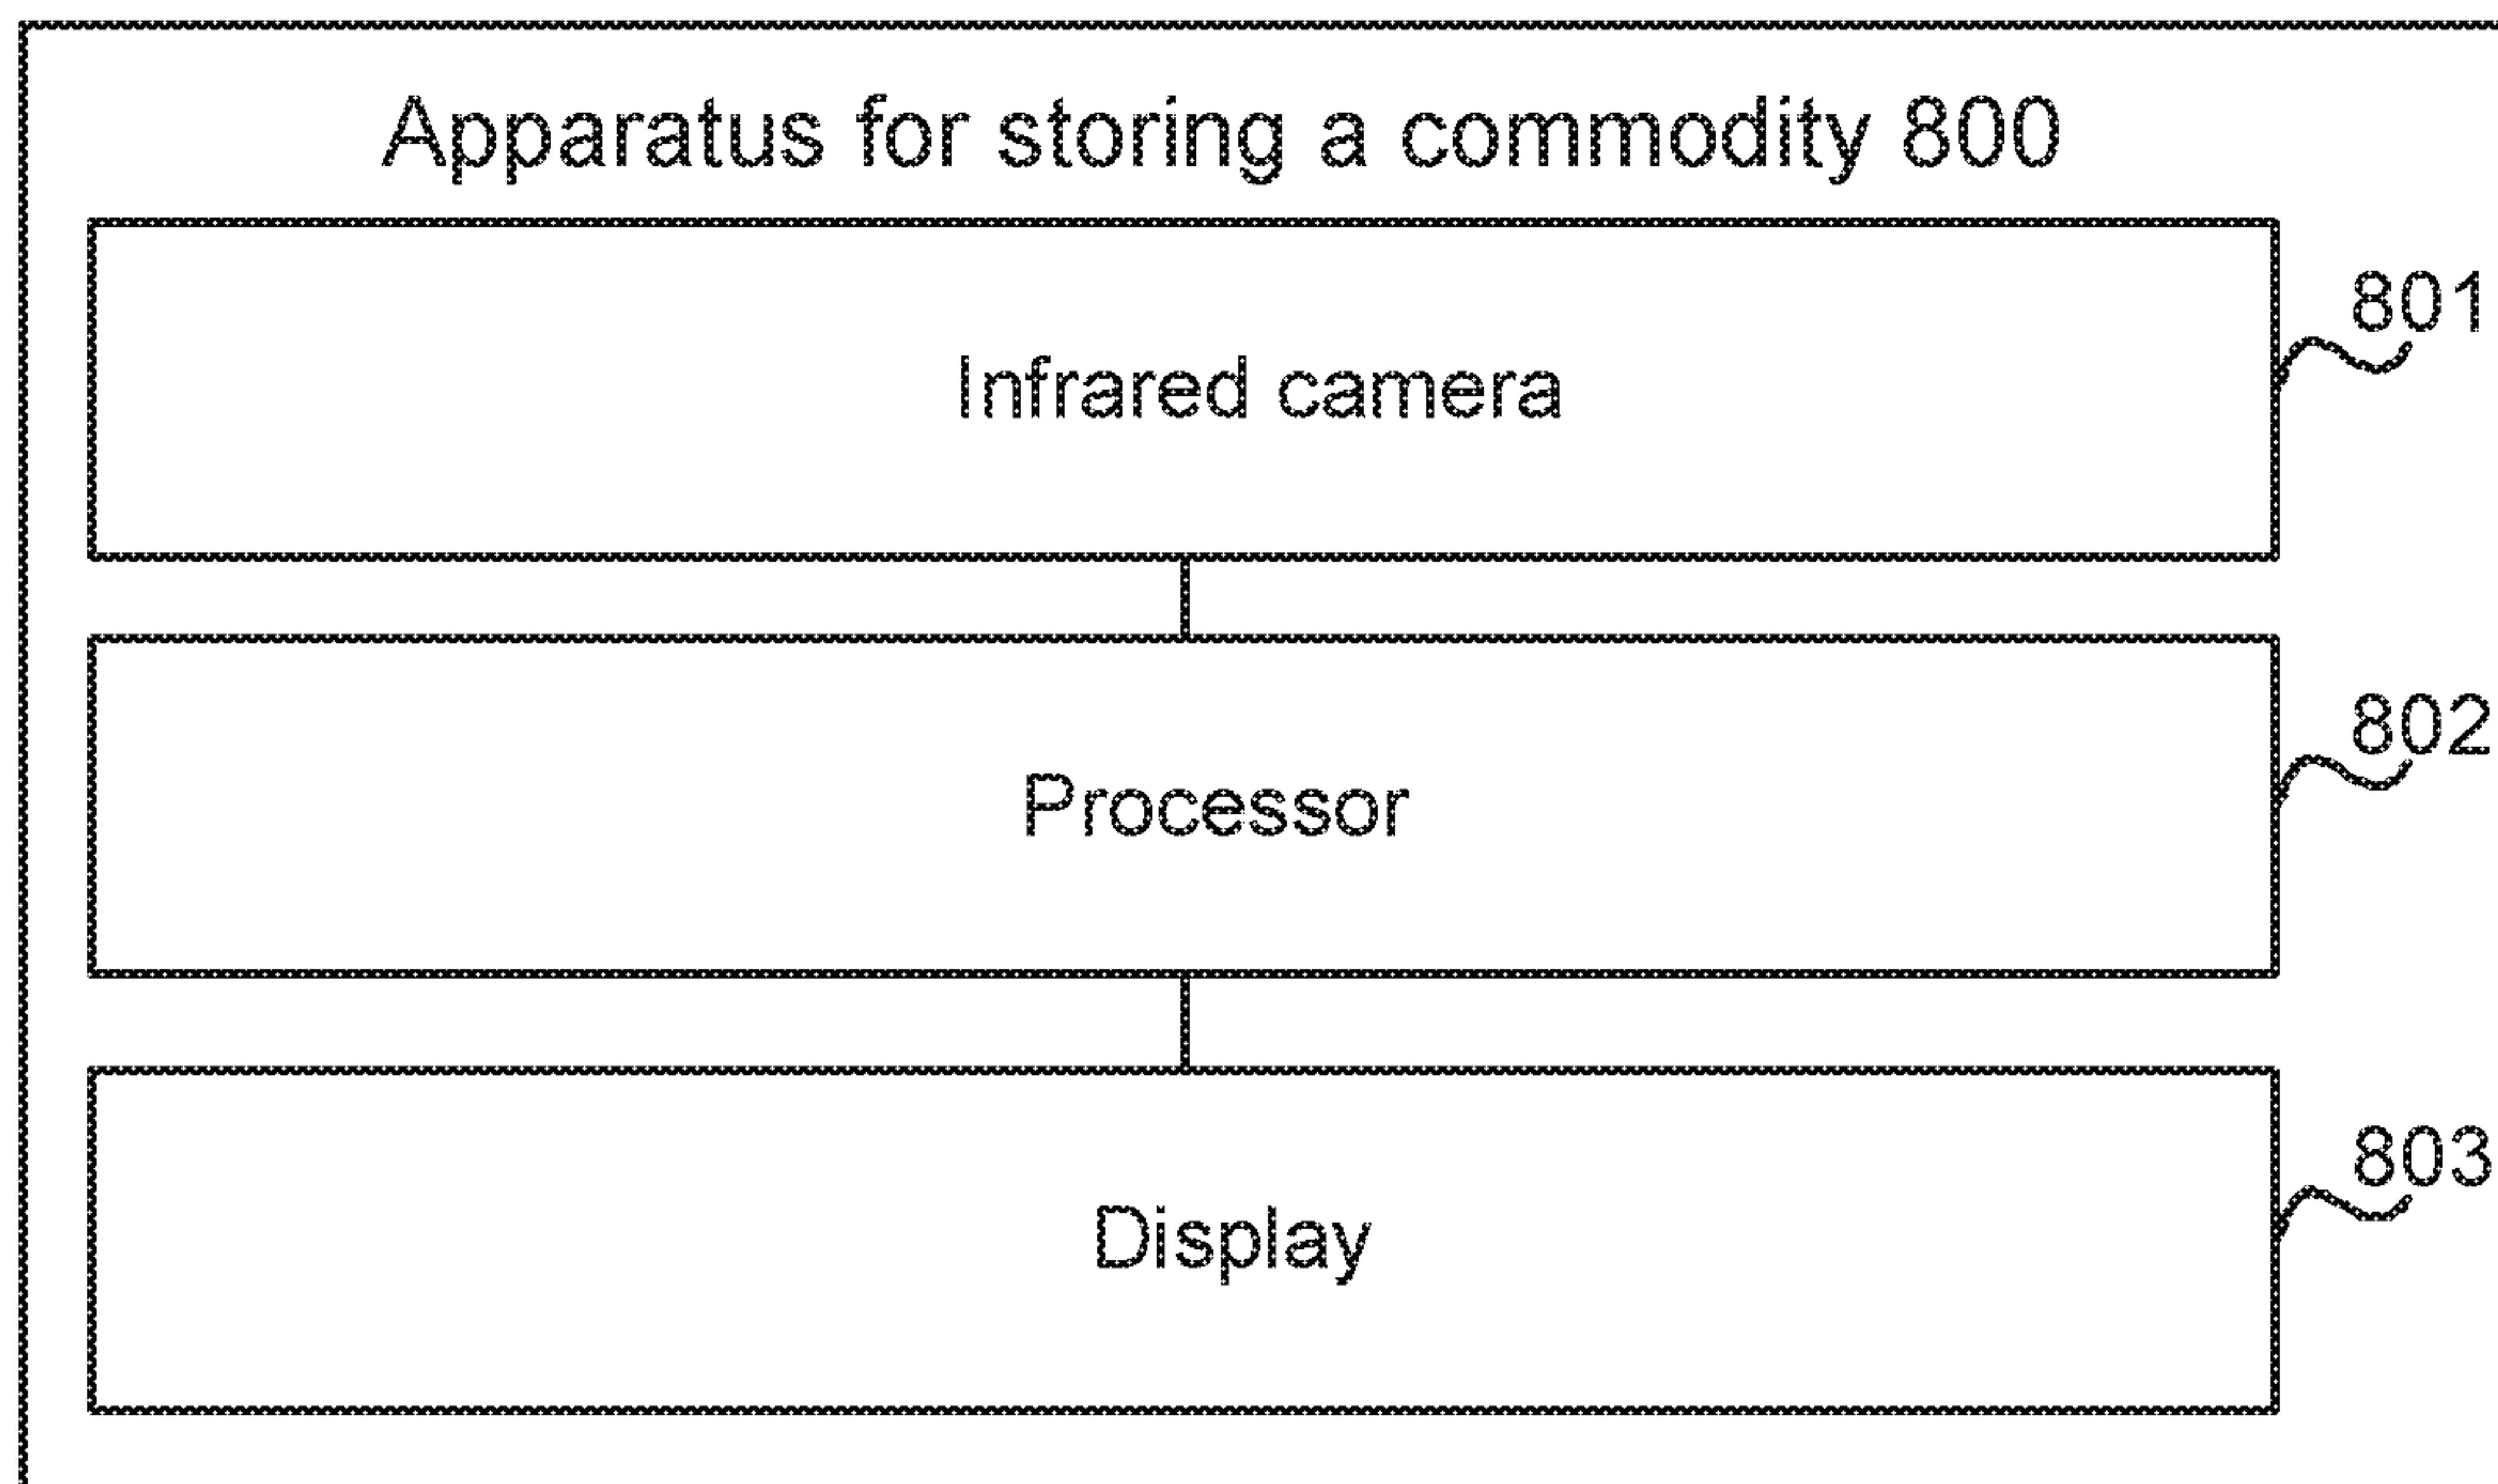 Apparatus for storing a commodity 800
801
Infrared camera
802
Processor
803
Display